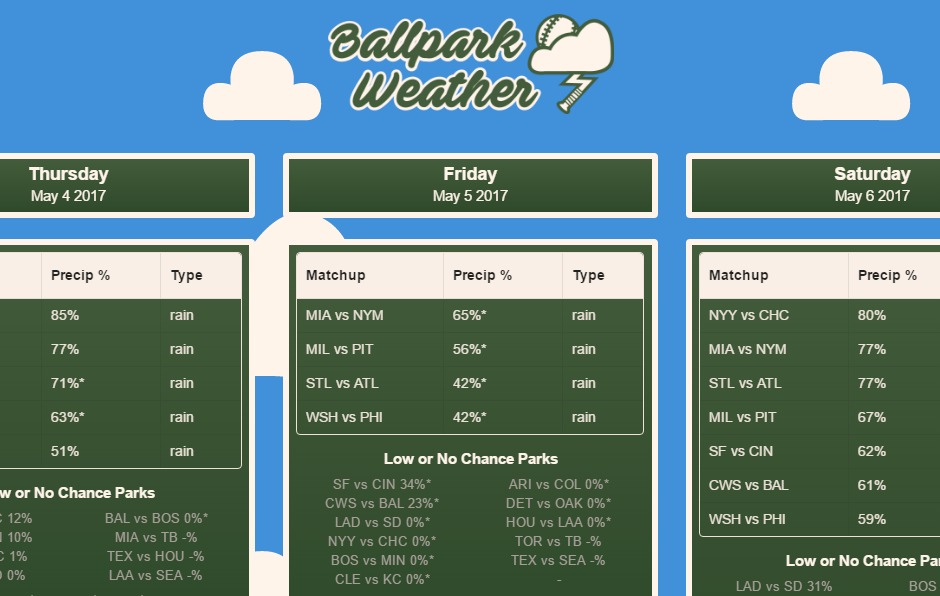 Ballpark
Weather
Thursday
May 4 2017
Precip % Type
85% rain
77% rain
71%* rain
63%* rain
51% rain
w or No Chance Parks
12% BAL vs BOS 0%*
10% MIA vs TB -%
1% TEX vs HOU -%
0% LAA vs SEA -%
Friday
May 5 2017
Matchup Precip % Type
MIA vs NYM 65%* rain
MIL vs PIT 56%* rain
STL vs ATL 42%* rain
WSH vs PHI 42%* rain
Low or No Chance Parks
SF vs CIN 34%* ARI vs COL 0%*
CWS vs BAL 23%* DET vs OAK 0%*
LAD vs SD 0%* HOU vs LAA 0%*
NYY vs CHC 0%* TOR vs TB -%
BOS vs MIN 0%* TEX vs SEA -%
CLE vs KC 0%* -
Saturday
May 6 2017
Matchup Precip %
NYY vs CHC 80%
MIA vs NYM 77%
STL vs ATL 77%
MIL vs PIT 67%
SF vs CIN 62%
CWS vs BAL 61%
WSH vs PHI 59%
Low or No Chance Par
LAD vs SD 31% BOS